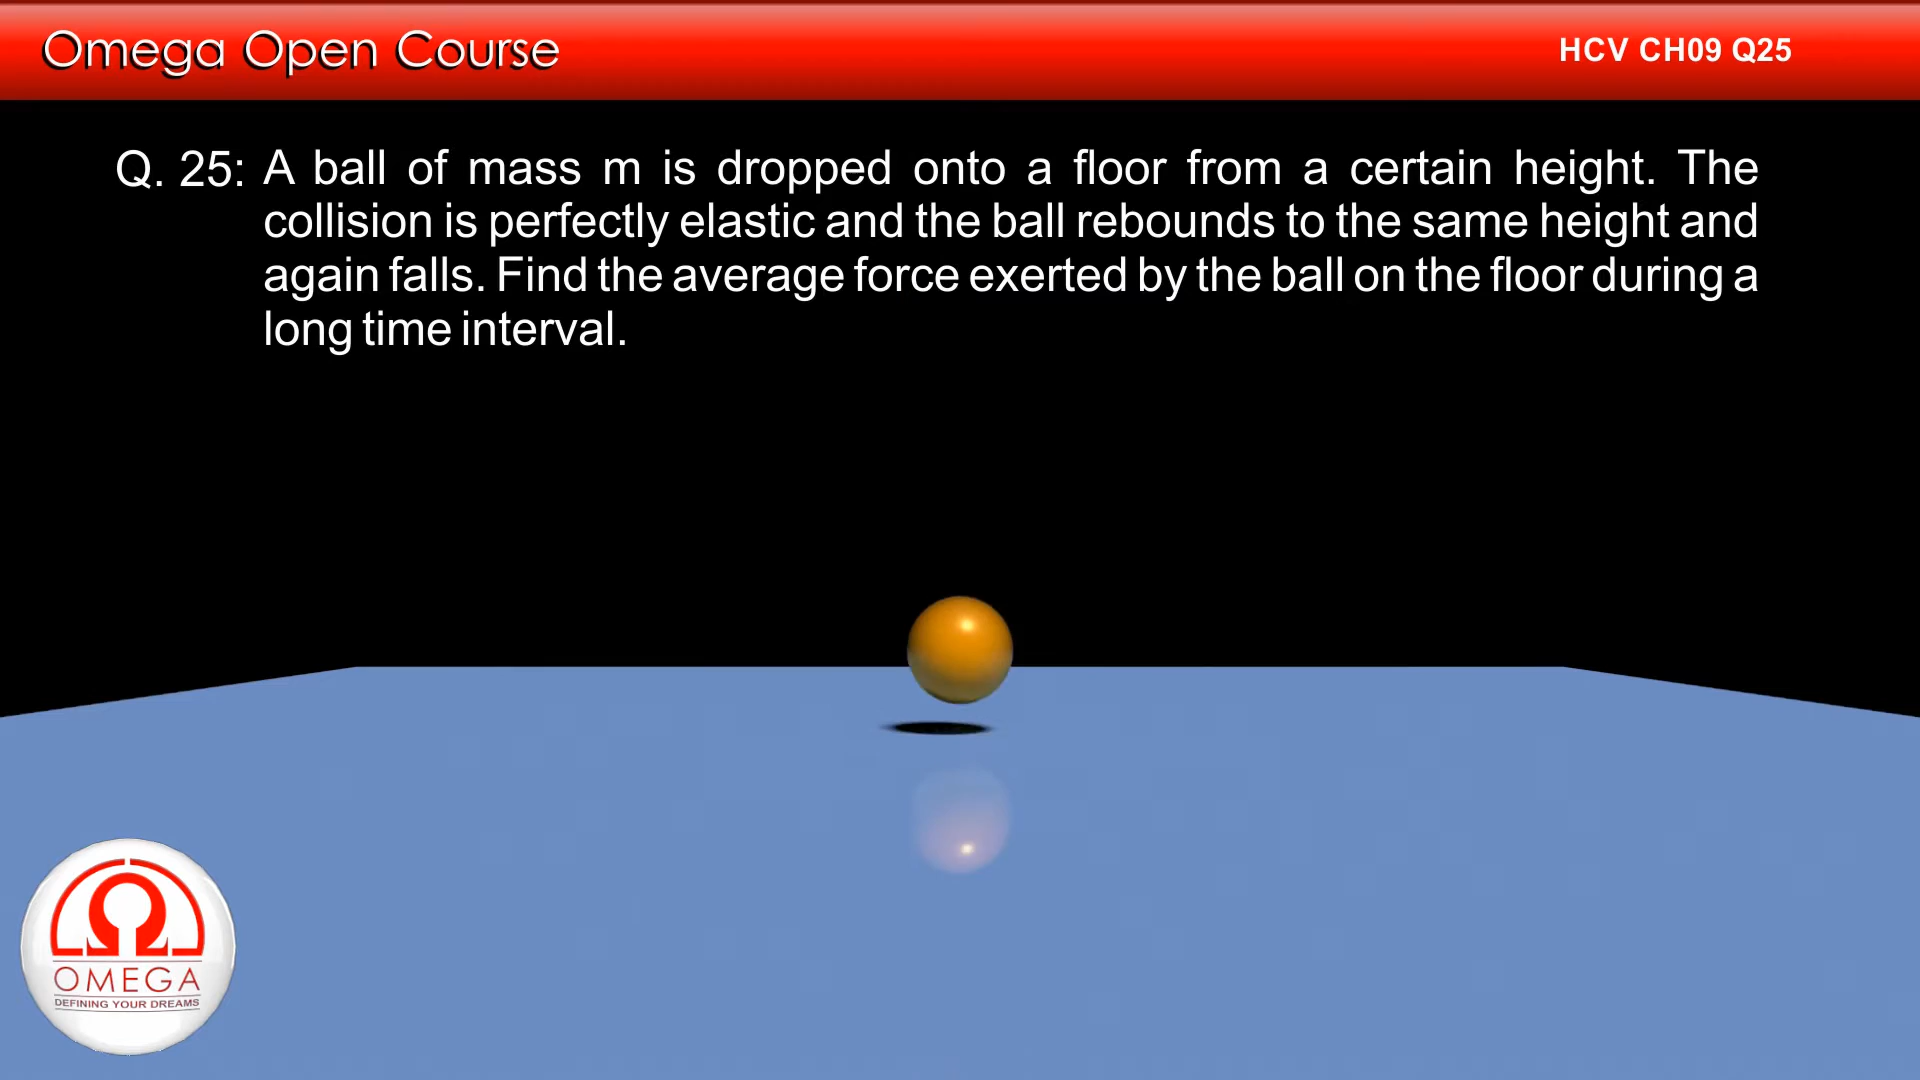 Omega Open Course
HCV CH09 Q25
Q. 25: A ball of mass m is dropped onto a floor from a certain height. The
collision is perfectly elastic and the ball rebounds to the same height and
again falls. Find the average force exerted by the ball on the floor during a
long time interval.
OMEGA
DEFINING YOUR DREAMS